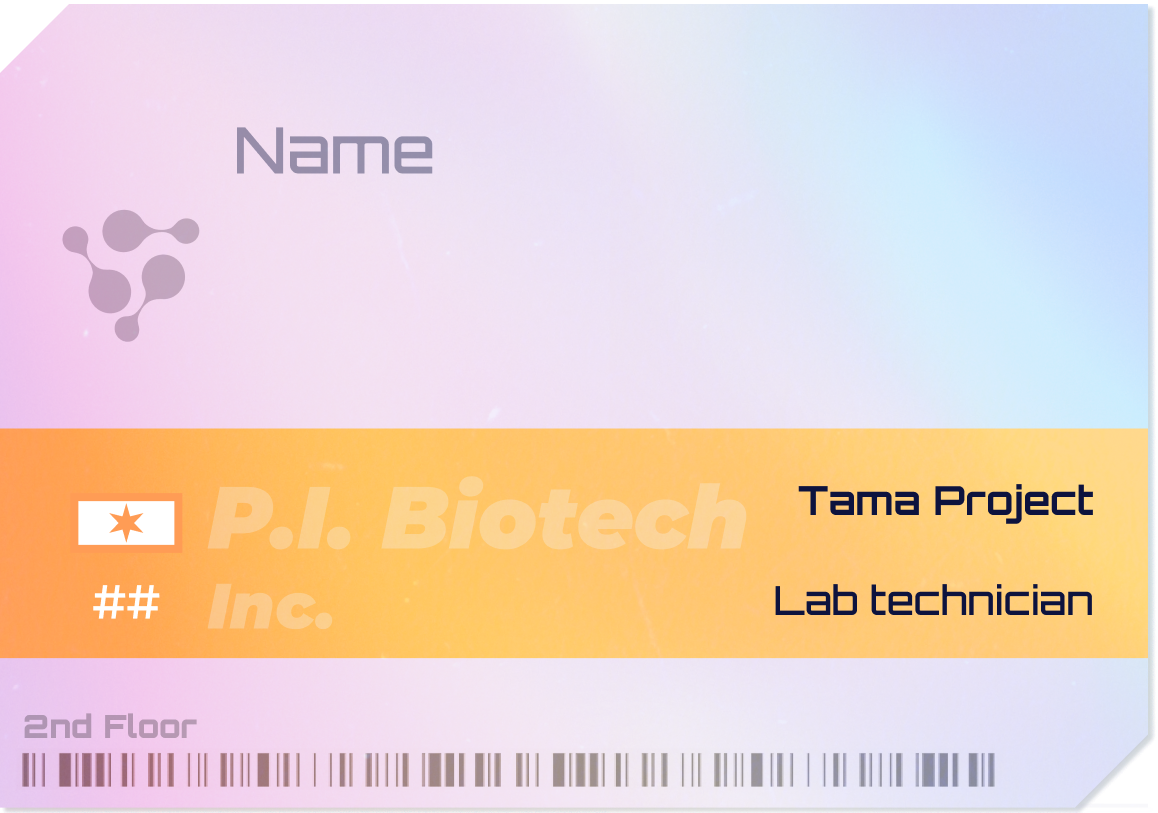 Name
P.I. Biotech
Inc.
Tama Project
##
Lab technician
2nd Floor